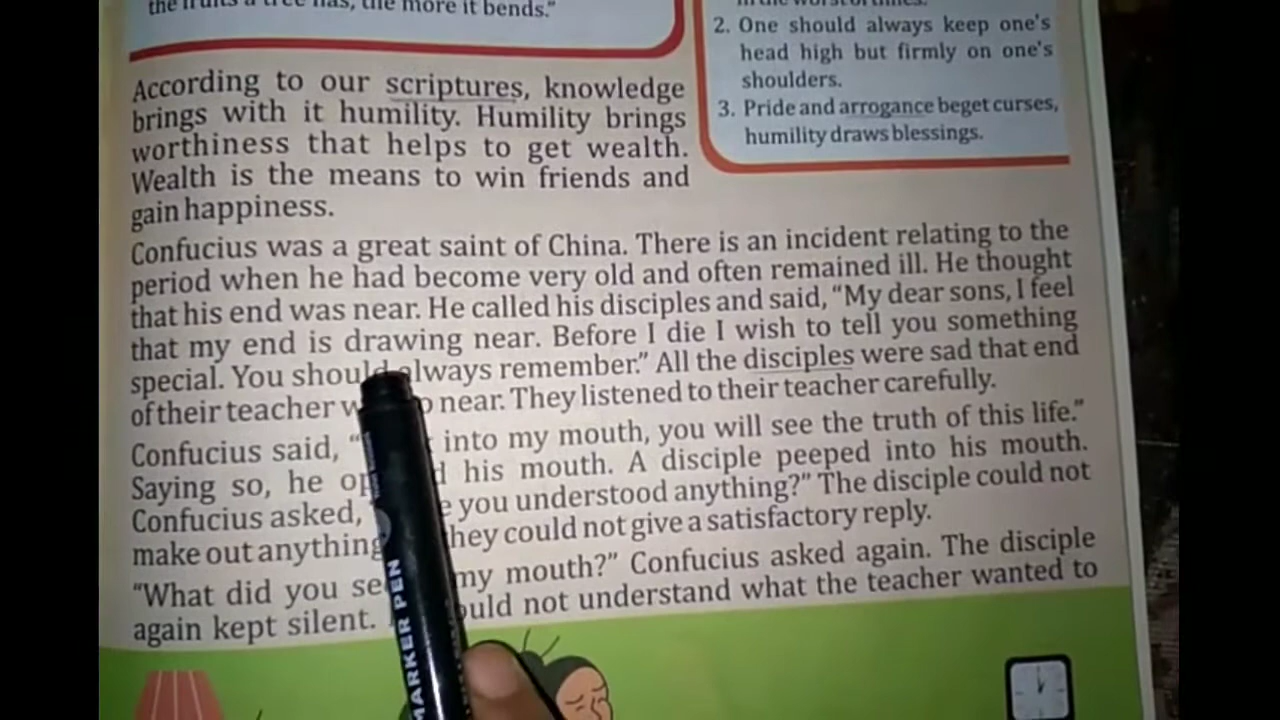 the fruits a tree has, the more it bends."
2. One should always keep one's
head high but firmly on one's
shoulders.
3. Pride and arrogance beget curses,
humility draws blessings.
According to our scriptures, knowledge
brings with it humility. Humility brings
worthiness that helps to get wealth.
Wealth is the means to win friends and
gain happiness.
Confucius was a great saint of China. There is an incident relating to the
period when he had become very old and often remained ill. He thought
that his end was near. He called his disciples and said, "My dear sons, I feel
that my end is drawing near. Before I die I wish to tell you something
special. You should always remember." All the disciples were sad that end
of their teacher near. They listened to their teacher carefully.
Confucius said, " into my mouth, you will see the truth of this life."
Saying so, he his mouth. A disciple peeped into his mouth.
Confucius asked, you understood anything?" The disciple could not
make out anything they could not give a satisfactory reply.
"What did you see my mouth?" Confucius asked again. The disciple
again kept silent. could not understand what the teacher wanted to
MARKER PEN